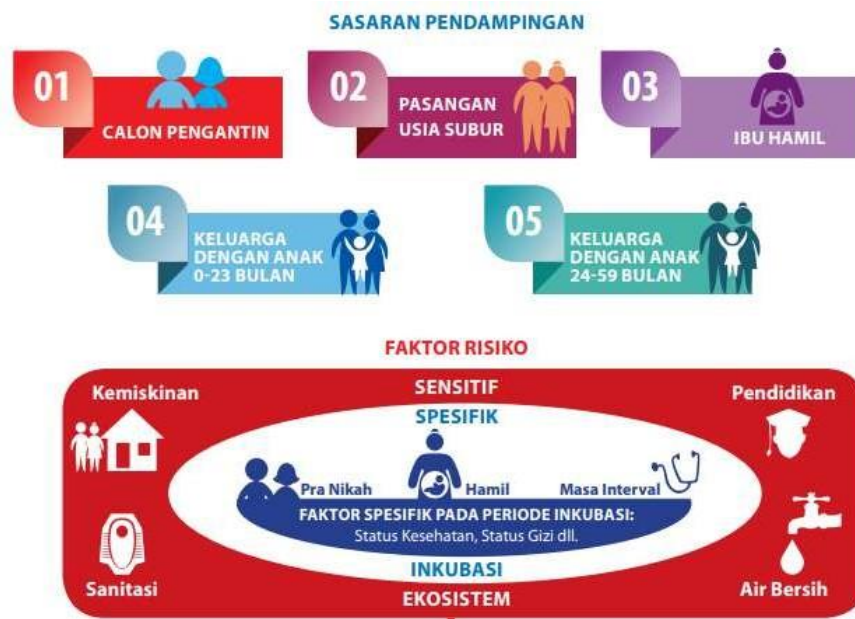 SASARAN PENDAMPINGAN
01
CALON PENGANTIN
02
PASANGAN
USIA SUBUR
03
IBU HAMIL
04
KELUARGA
DENGAN ANAK
0-23 BULAN
05
KELUARGA
DENGAN ANAK
24-59 BULAN
FAKTOR RISIKO
Kemiskinan
SENSITIF
Pendidikan
SPESIFIK
Pra Nikah
Hamil
Masa Interval
FAKTOR SPESIFIK PADA PERIODE INKUBASI:
Status Kesehatan, Status Gizi dll.
INKUBASI
Sanitasi
EKOSISTEM
Air Bersih